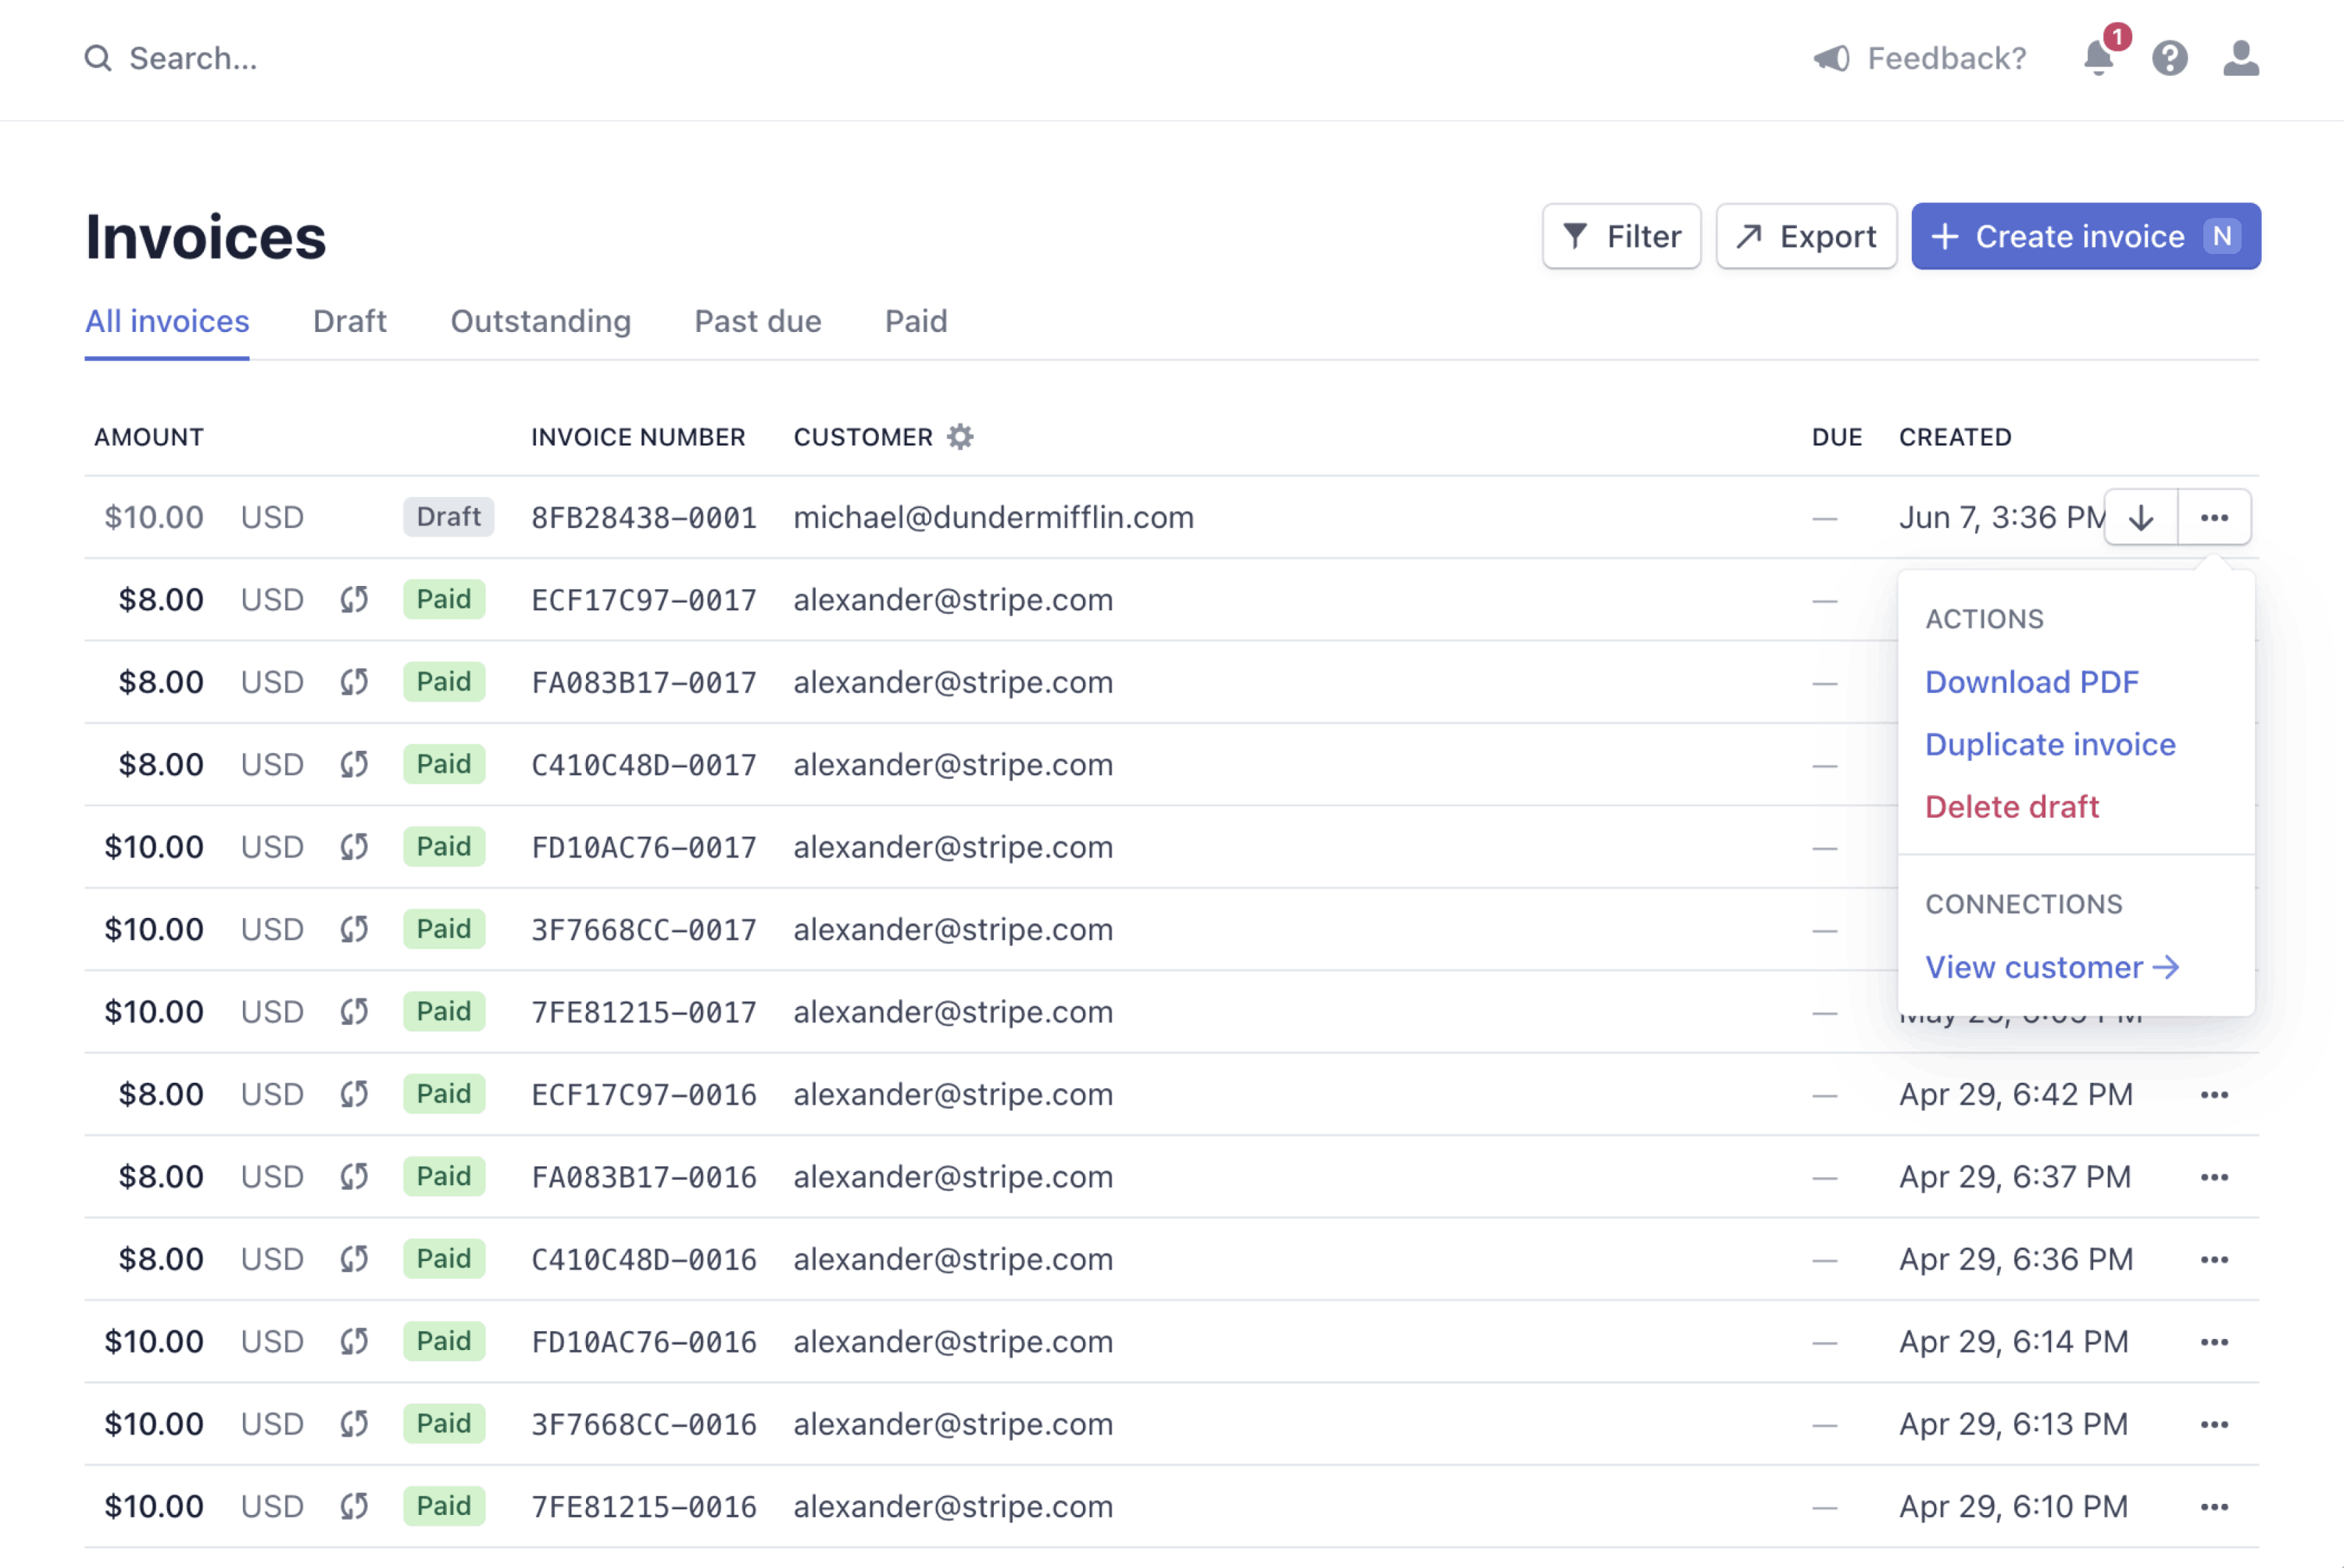 Search...
Feedback?
1
Invoices
Filter
Export
Create invoice N
All invoices Draft Outstanding Past due Paid
AMOUNT INVOICE NUMBER CUSTOMER DUE CREATED
$10.00 USD Draft 8FB28438–0001 michael@dundermifflin.com — Jun 7, 3:36 PM
$8.00 USD Paid ECF17C97–0017 alexander@stripe.com —
$8.00 USD Paid FA083B17–0017 alexander@stripe.com —
$8.00 USD Paid C410C48D–0017 alexander@stripe.com —
$10.00 USD Paid FD10AC76–0017 alexander@stripe.com —
$10.00 USD Paid 3F7668CC–0017 alexander@stripe.com —
$10.00 USD Paid 7FE81215–0017 alexander@stripe.com —
$8.00 USD Paid ECF17C97–0016 alexander@stripe.com — Apr 29, 6:42 PM
$8.00 USD Paid FA083B17–0016 alexander@stripe.com — Apr 29, 6:37 PM
$8.00 USD Paid C410C48D–0016 alexander@stripe.com — Apr 29, 6:36 PM
$10.00 USD Paid FD10AC76–0016 alexander@stripe.com — Apr 29, 6:14 PM
$10.00 USD Paid 3F7668CC–0016 alexander@stripe.com — Apr 29, 6:13 PM
$10.00 USD Paid 7FE81215–0016 alexander@stripe.com — Apr 29, 6:10 PM
ACTIONS
Download PDF
Duplicate invoice
Delete draft
CONNECTIONS
View customer